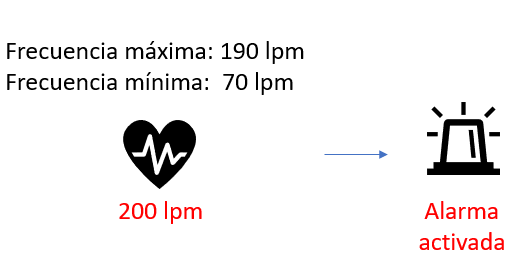 Frecuencia máxima: 190 lpm
Frecuencia mínima: 70 lpm
200 lpm
Alarma
activada